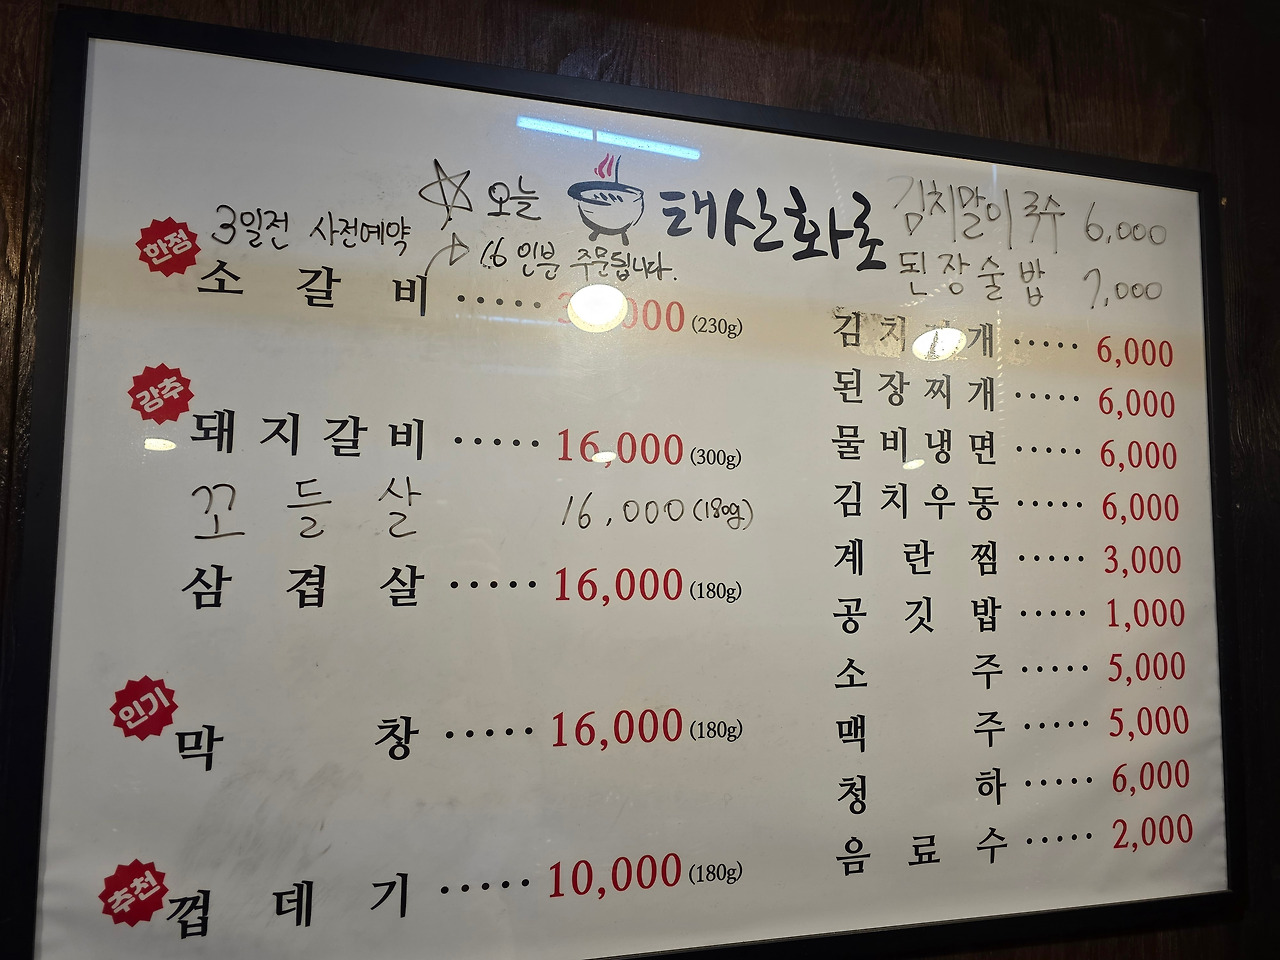 태산화로
☆ 오늘
16인분 주문됩니다.
한정
3일전 사전예약
소갈비 ····· 000 (230g)
강추
돼지갈비 ····· 16,000 (300g)
꼬들살 16,000 (180g)
삼겹살 ····· 16,000 (180g)
인기
막창 ····· 16,000 (180g)
추천
껍데기 ····· 10,000 (180g)
김치말이국수 6,000
된장술밥 7,000
김치찌개 ····· 6,000
된장찌개 ····· 6,000
물비냉면 ····· 6,000
김치우동 ····· 6,000
계란찜 ····· 3,000
공깃밥 ····· 1,000
소주 ····· 5,000
맥주 ····· 5,000
청하 ····· 6,000
음료수 ····· 2,000